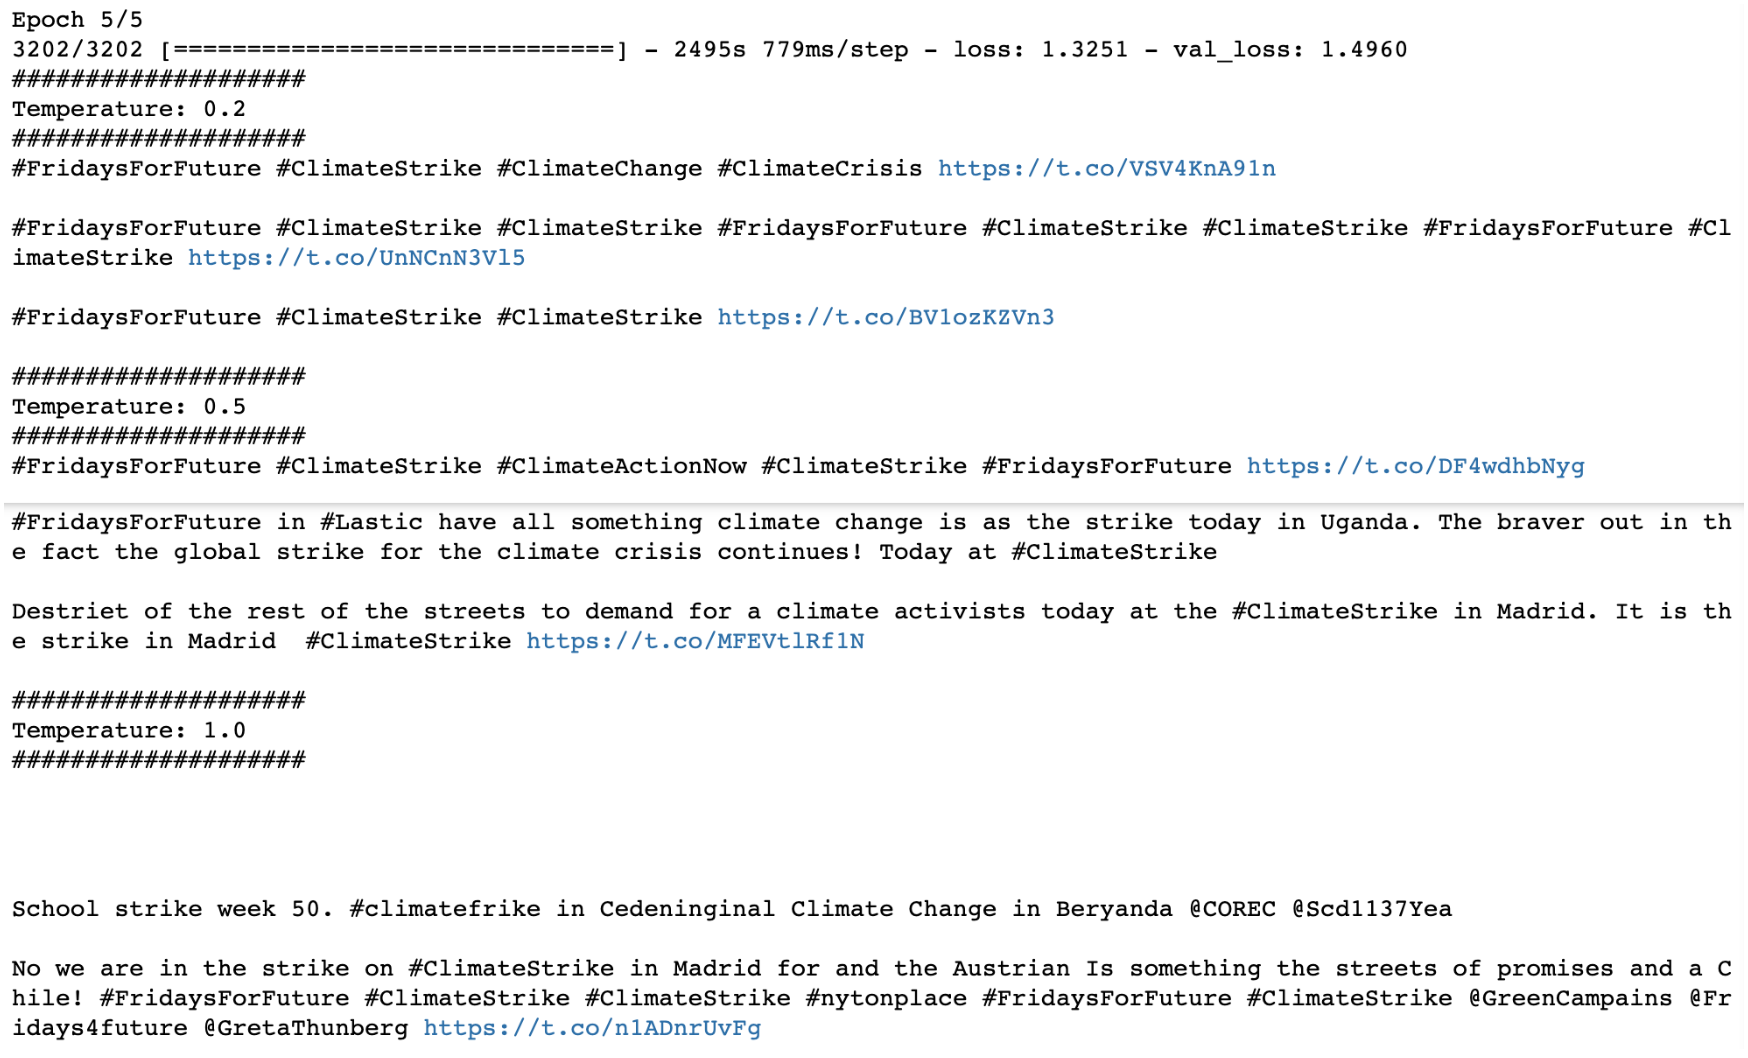 Epoch 5/5
3202/3202 [==============================] - 2495s 779ms/step - loss: 1.3251 - val_loss: 1.4960
####################
Temperature: 0.2
####################
#FridaysForFuture #ClimateStrike #ClimateChange #ClimateCrisis https://t.co/VSV4KnA91n
#FridaysForFuture #ClimateStrike #ClimateStrike #FridaysForFuture #ClimateStrike #ClimateStrike #FridaysForFuture #Cl
imateStrike https://t.co/UnNCnN3Vl5
#FridaysForFuture #ClimateStrike #ClimateStrike https://t.co/BV1ozKZVn3
####################
Temperature: 0.5
####################
#FridaysForFuture #ClimateStrike #ClimateActionNow #ClimateStrike #FridaysForFuture https://t.co/DF4wdhbNyg
#FridaysForFuture in #Lastic have all something climate change is as the strike today in Uganda. The braver out in th
e fact the global strike for the climate crisis continues! Today at #ClimateStrike
Destriet of the rest of the streets to demand for a climate activists today at the #ClimateStrike in Madrid. It is th
e strike in Madrid  #ClimateStrike https://t.co/MFEVtlRf1N
####################
Temperature: 1.0
####################
School strike week 50. #climatefrike in Cedeninginal Climate Change in Beryanda @COREC @Scd1137Yea
No we are in the strike on #ClimateStrike in Madrid for and the Austrian Is something the streets of promises and a C
hile! #FridaysForFuture #ClimateStrike #ClimateStrike #nytonplace #FridaysForFuture #ClimateStrike @GreenCampains @Fr
idays4future @GretaThunberg https://t.co/n1ADnrUvFg